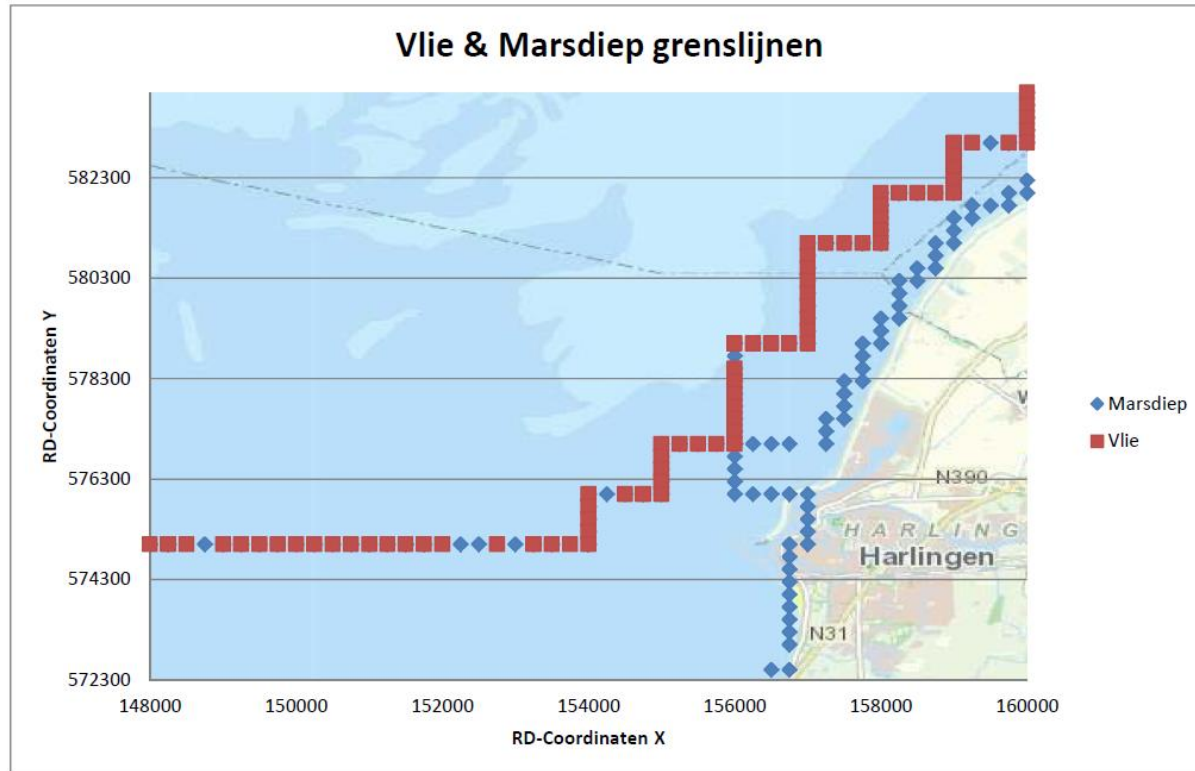 Vlie & Marsdiep grenslijnen
RD-Coordinaten Y
582300
580300
578300
576300
574300
572300
148000 150000 152000 154000 156000 158000 160000
RD-Coordinaten X
Marsdiep
Vlie
W
N390
HARLING
Harlingen
N31